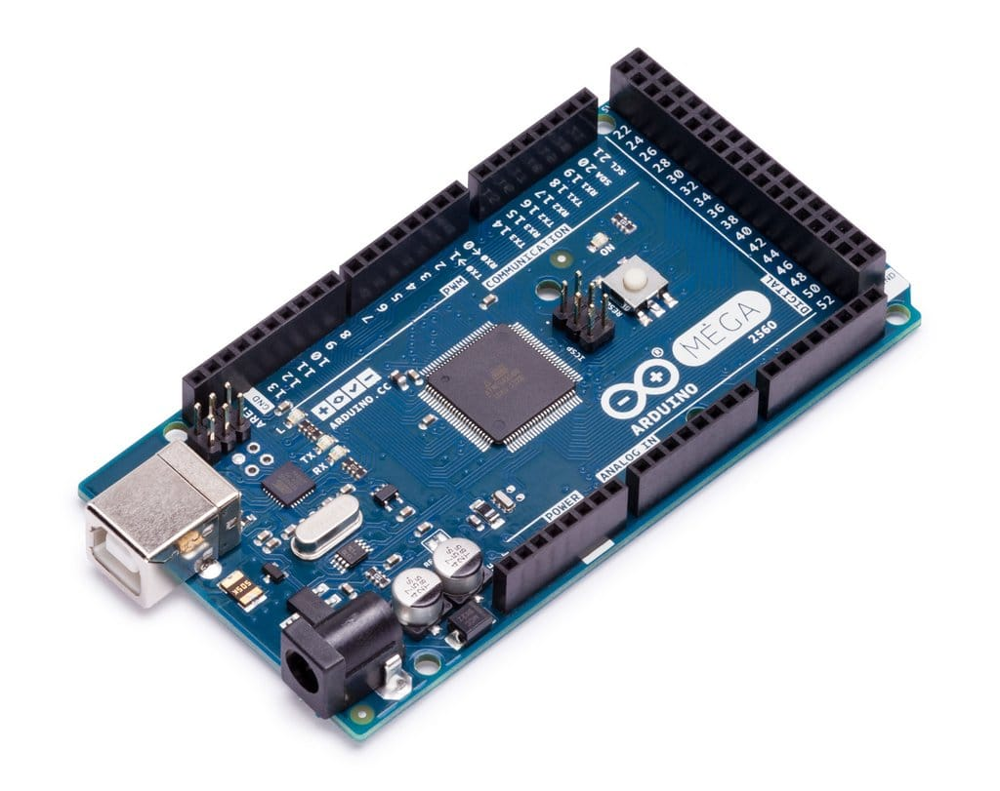 22
24
26
28
30
32
34
36
38
40
42
44
46
48
50
52
DIGITAL
GND
SCL 21
SDA 20
RX1 19
TX1 18
RX2 17
TX2 16
RX3 15
TX3 14
COMMUNICATION
RX0 0
TX0 1
2
3
4
5
6
7
PWM
8
9
10
11
12
13
GND
AREF
ON
ICSP
MEGA
2560
ARDUINO
ARDUINO.CC
TX
RX
ANALOG IN
POWER